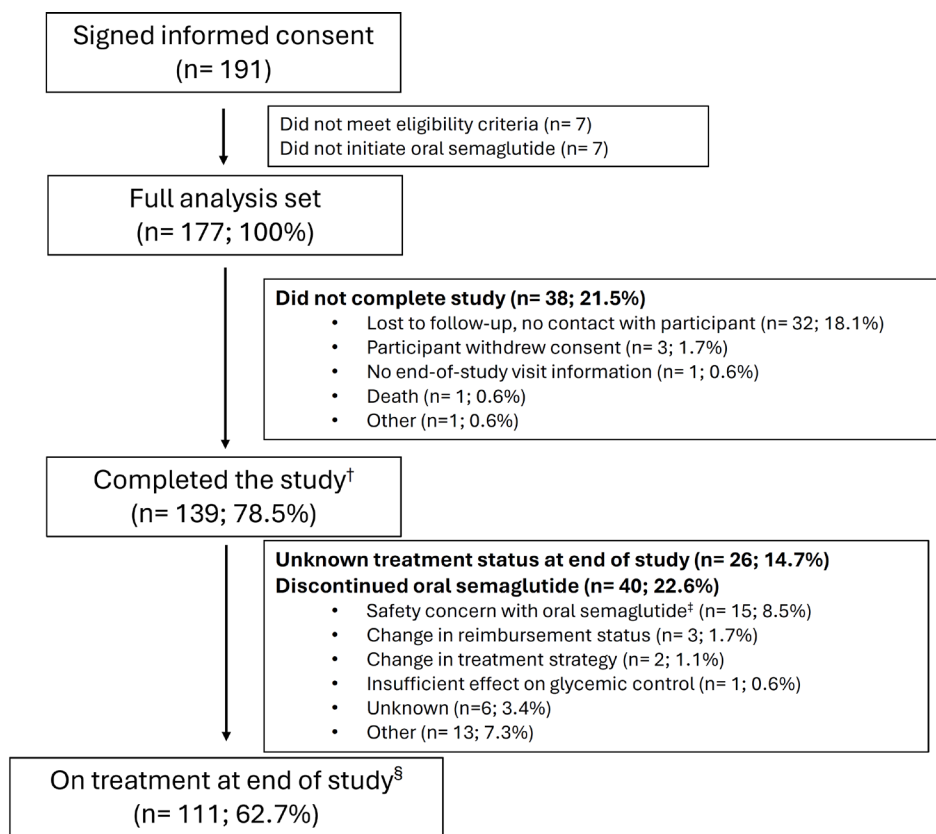 Signed informed consent
(n= 191)
Did not meet eligibility criteria (n= 7)
Did not initiate oral semaglutide (n= 7)
Full analysis set
(n= 177; 100%)
Did not complete study (n= 38; 21.5%)
• Lost to follow-up, no contact with participant (n= 32; 18.1%)
• Participant withdrew consent (n= 3; 1.7%)
• No end-of-study visit information (n= 1; 0.6%)
• Death (n= 1; 0.6%)
• Other (n=1; 0.6%)
Completed the study†
(n= 139; 78.5%)
Unknown treatment status at end of study (n= 26; 14.7%)
Discontinued oral semaglutide (n= 40; 22.6%)
• Safety concern with oral semaglutide‡ (n= 15; 8.5%)
• Change in reimbursement status (n= 3; 1.7%)
• Change in treatment strategy (n= 2; 1.1%)
• Insufficient effect on glycemic control (n= 1; 0.6%)
• Unknown (n=6; 3.4%)
• Other (n= 13; 7.3%)
On treatment at end of study§
(n= 111; 62.7%)